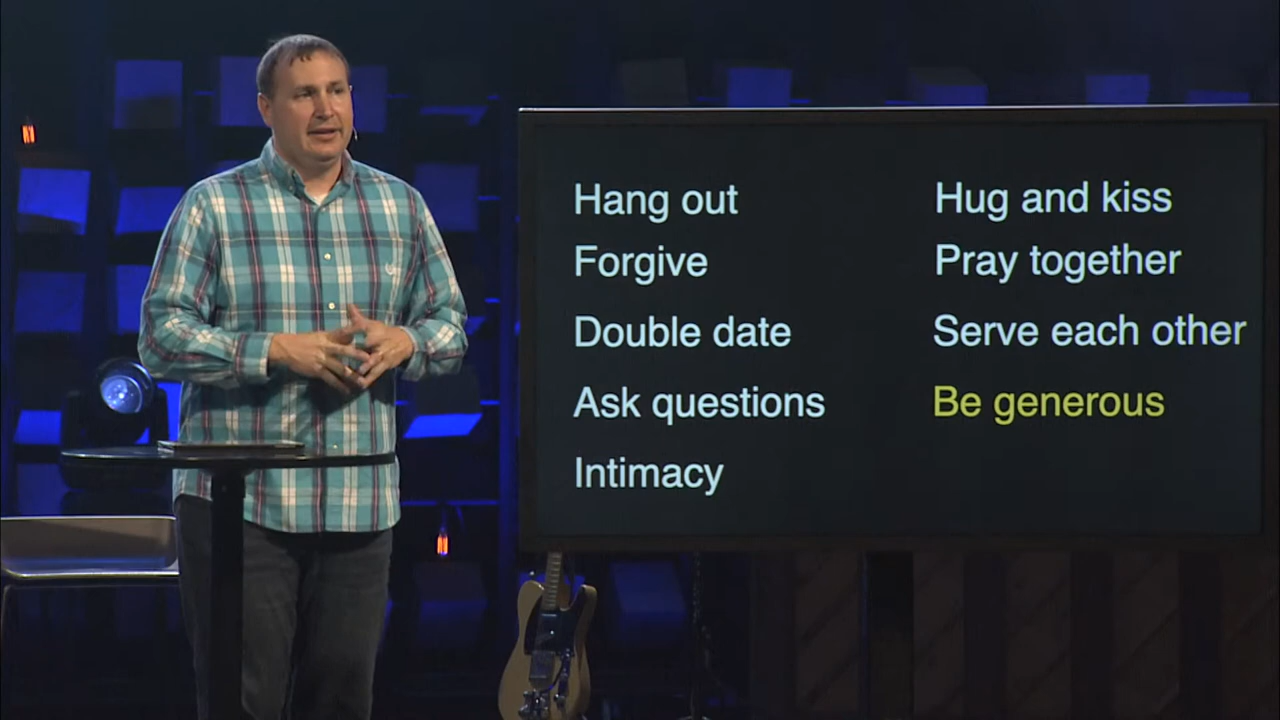 Hang out
Forgive
Double date
Ask questions
Intimacy
Hug and kiss
Pray together
Serve each other
Be generous